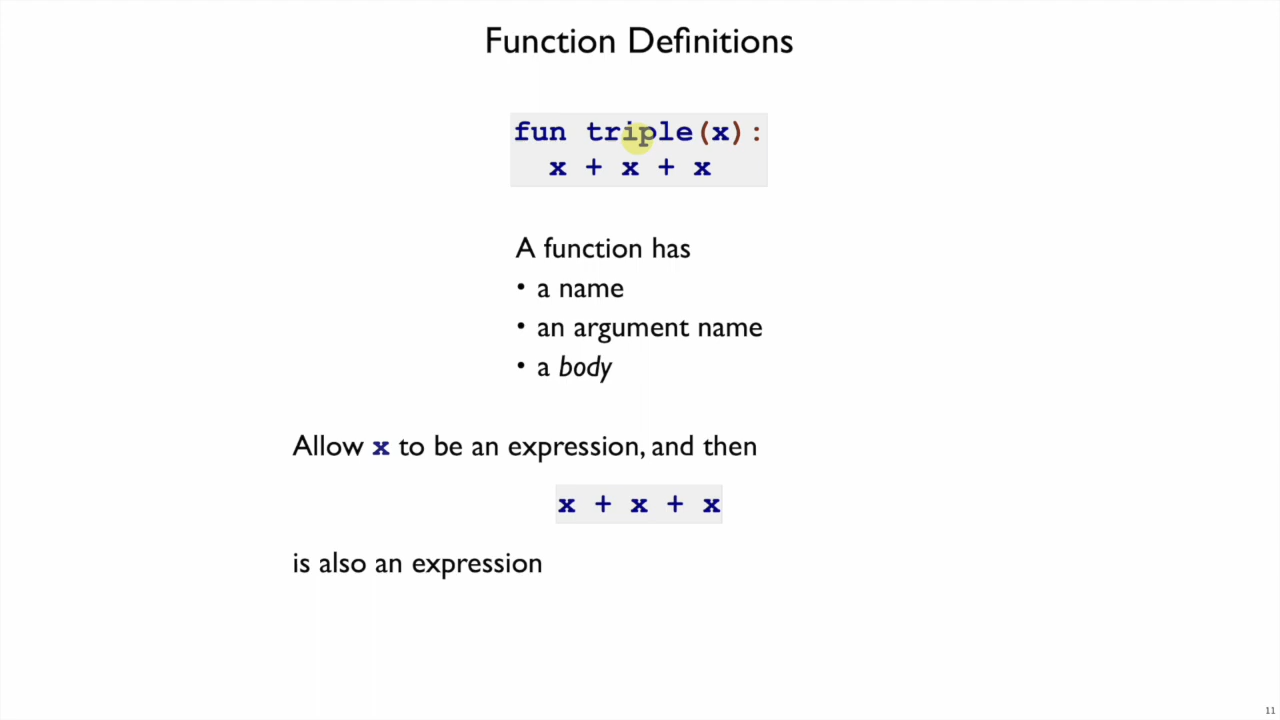 Function Definitions
fun triple(x):
  x + x + x
A function has
• a name
• an argument name
• a body
Allow x to be an expression, and then
x + x + x
is also an expression
11